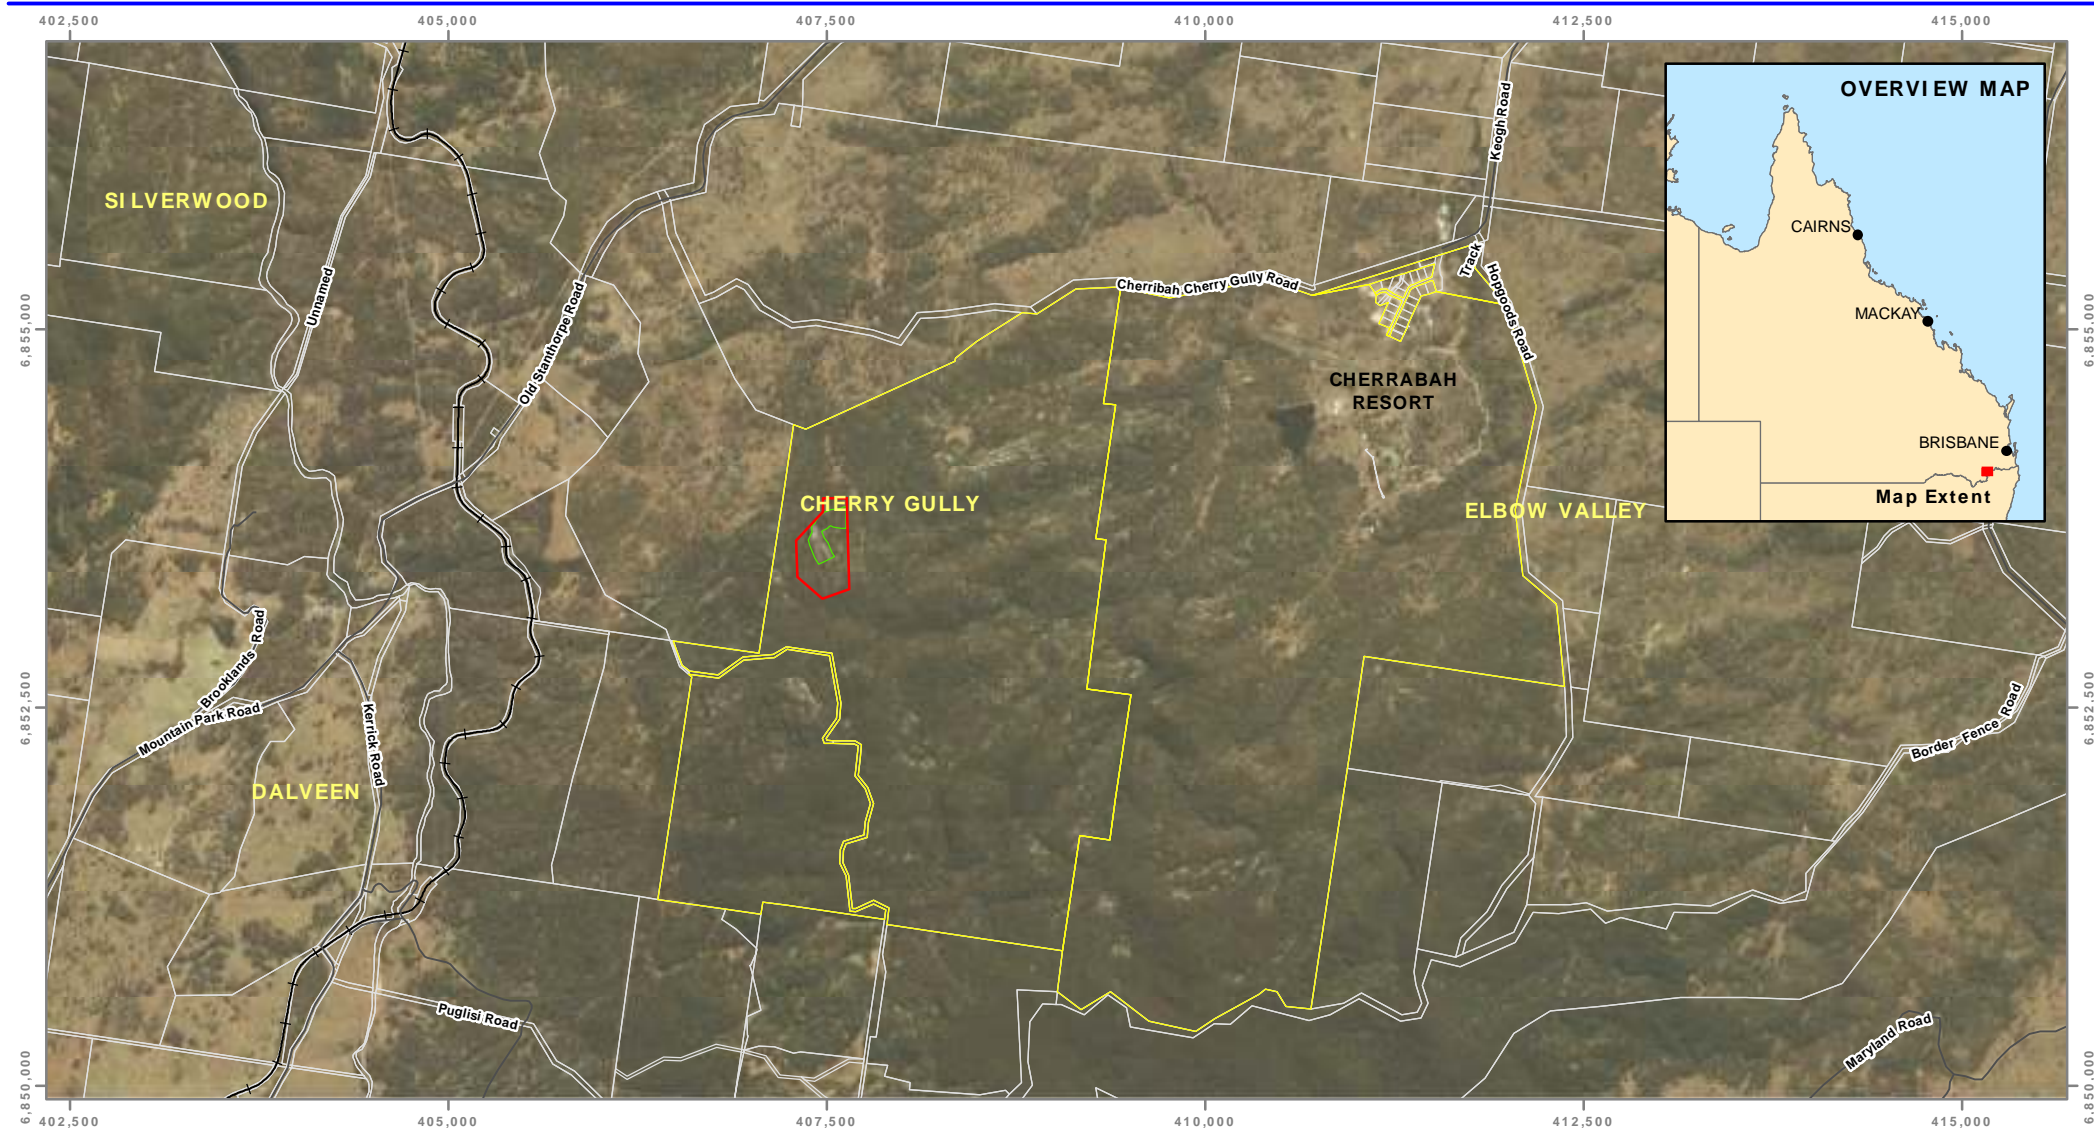 402,500 405,000 407,500 410,000 412,500 415,000
OVERVIEW MAP
CAIRNS
MACKAY
BRISBANE
Map Extent
Keogh Road
SILVERWOOD
Unnamed
Track
Cherribah Cherry Gully Road
Hopgoods Road
Old Stanthorpe Road
6,855,000
6,855,000
CHERRABAH
RESORT
CHERRY GULLY
ELBOW VALLEY
Brooklands Road
Mountain Park Road
Kerrick Road
6,852,500
6,852,500
Border Fence Road
DALVEEN
Puglisi Road
Maryland Road
6,850,000
6,850,000
402,500 405,000 407,500 410,000 412,500 415,000